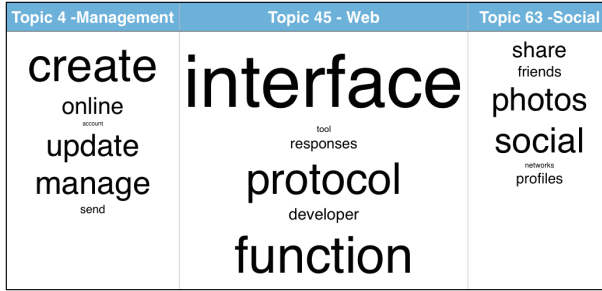 Topic 4 -Management
create
online
account
update
manage
send
Topic 45 - Web
interface
tool
responses
protocol
developer
function
Topic 63 -Social
share
friends
photos
social
networks
profiles